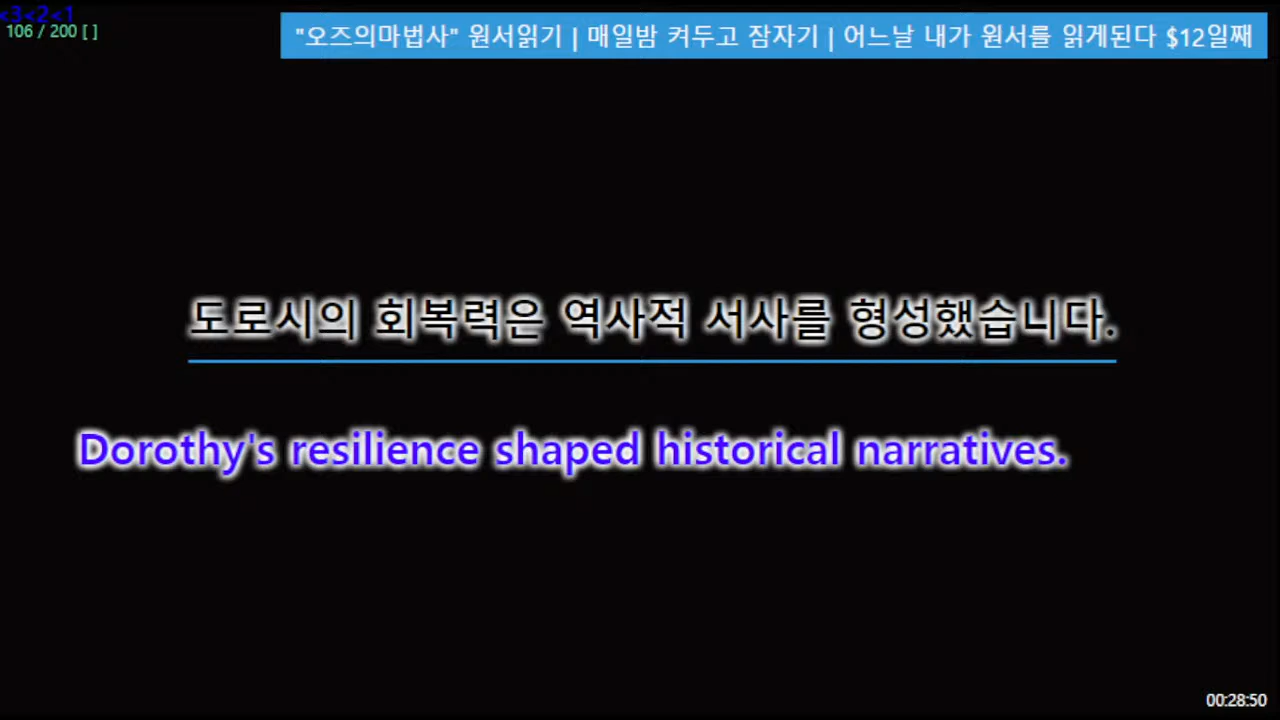 <3<2<1
106 / 200 [ ]
"오즈의마법사" 원서읽기 | 매일밤 켜두고 잠자기 | 어느날 내가 원서를 읽게된다 $12일째
도로시의 회복력은 역사적 서사를 형성했습니다.
Dorothy's resilience shaped historical narratives.
00:28:50